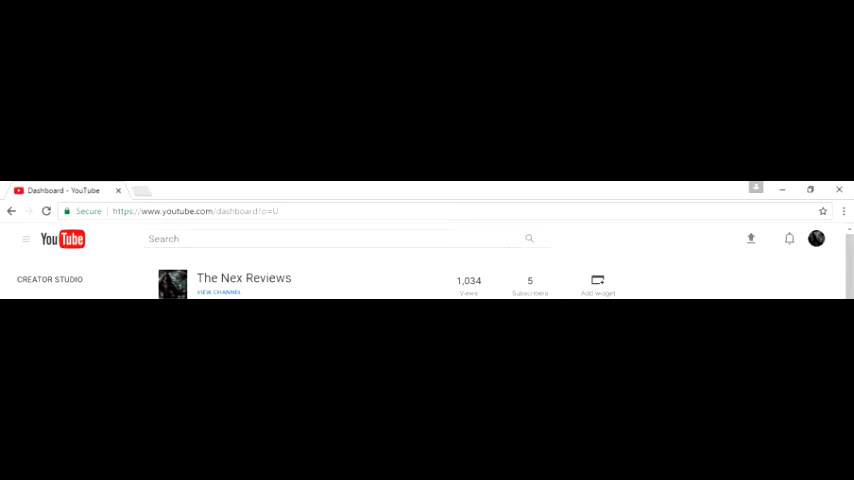 Dashboard - YouTube
Secure https://www.youtube.com/dashboard?o=U
YouTube
Search
CREATOR STUDIO
The Nex Reviews
VIEW CHANNEL
1,034
Views
5
Subscribers
Add widget